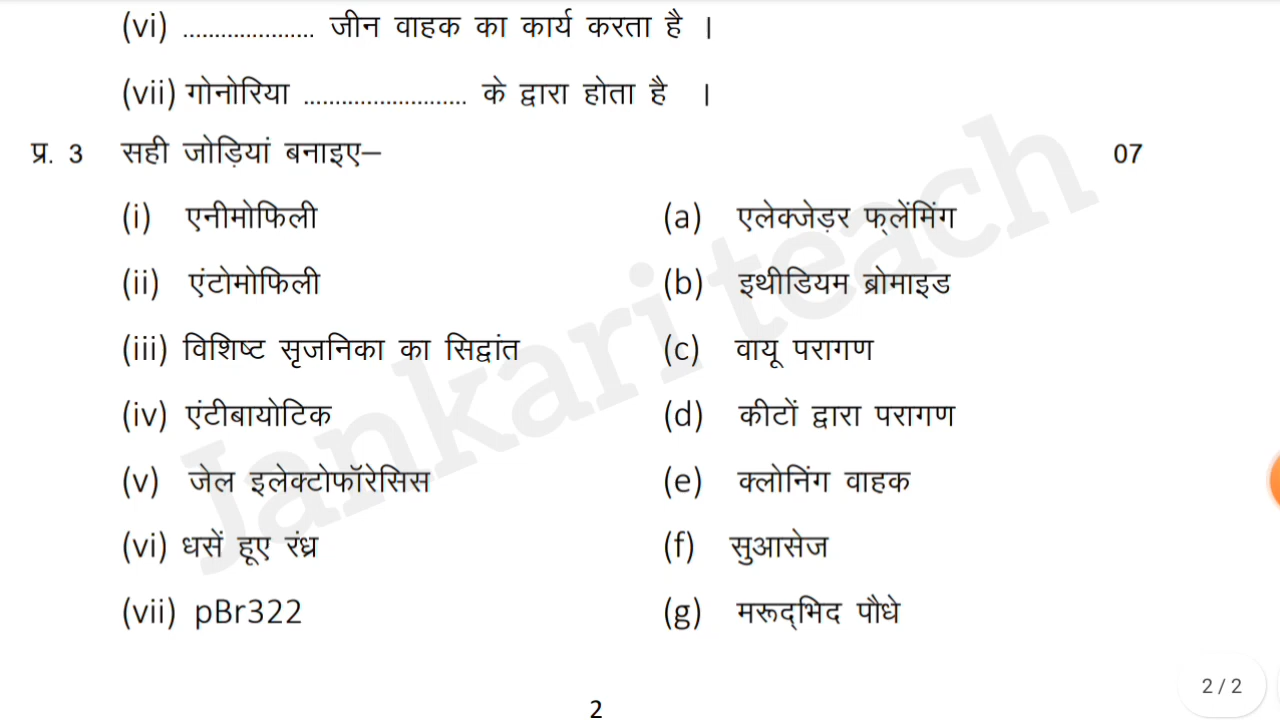 (vi) ..................... जीन वाहक का कार्य करता है ।
(vii) गोनोरिया .......................... के द्वारा होता है ।
प्र. 3 सही जोड़ियां बनाइए– 07
(i) एनीमोफिली (a) एलेक्जेड़र फ्लेंमिंग
(ii) एंटोमोफिली (b) इथीडियम ब्रोमाइड
(iii) विशिष्ट सृजनिका का सिद्वांत (c) वायू परागण
(iv) एंटीबायोटिक (d) कीटों द्वारा परागण
(v) जेल इलेक्टोफॉरेसिस (e) क्लोनिंग वाहक
(vi) धसें हूए रंध्र (f) सुआसेज
(vii) pBr322 (g) मरूद्भिद पौधे
Jankari teach
2 / 2
2